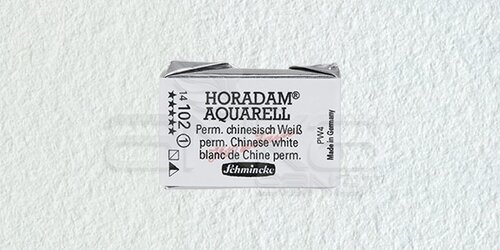 HORADAM®
AQUARELL
Perm. chinesisch Weiß
perm. Chinese white
blanc de Chine perm.
Schmincke
14 102 1
★★★★★
PW4
Made in Germany